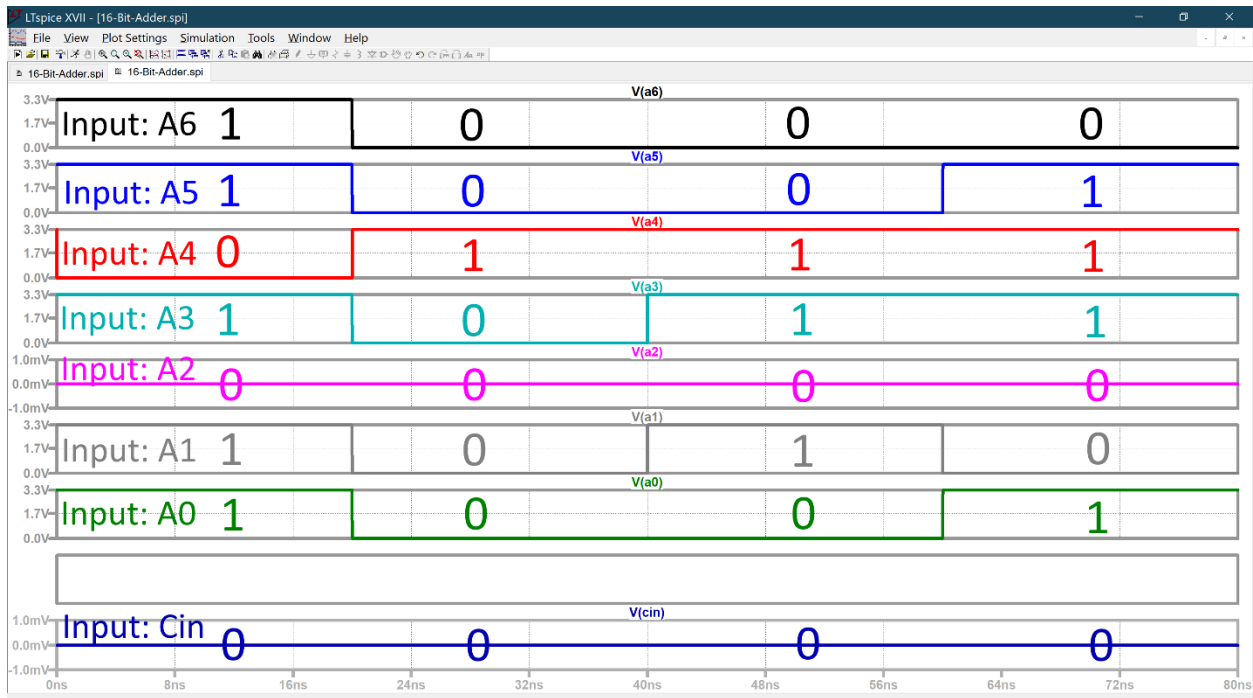 LTspice XVII - [16-Bit-Adder.spi]
File View Plot Settings Simulation Tools Window Help
16-Bit-Adder.spi 16-Bit-Adder.spi
V(a6)
3.3V
1.7V
0.0V
Input: A6 1 0 0 0
V(a5)
3.3V
1.7V
0.0V
Input: A5 1 0 0 1
V(a4)
3.3V
1.7V
0.0V
Input: A4 0 1 1 1
V(a3)
3.3V
1.7V
0.0V
Input: A3 1 0 1 1
V(a2)
1.0mV
0.0mV
-1.0mV
Input: A2 0 0 0 0
V(a1)
3.3V
1.7V
0.0V
Input: A1 1 0 1 0
V(a0)
3.3V
1.7V
0.0V
Input: A0 1 0 0 1
V(cin)
1.0mV
0.0mV
-1.0mV
Input: Cin 0 0 0 0
0ns 8ns 16ns 24ns 32ns 40ns 48ns 56ns 64ns 72ns 80ns